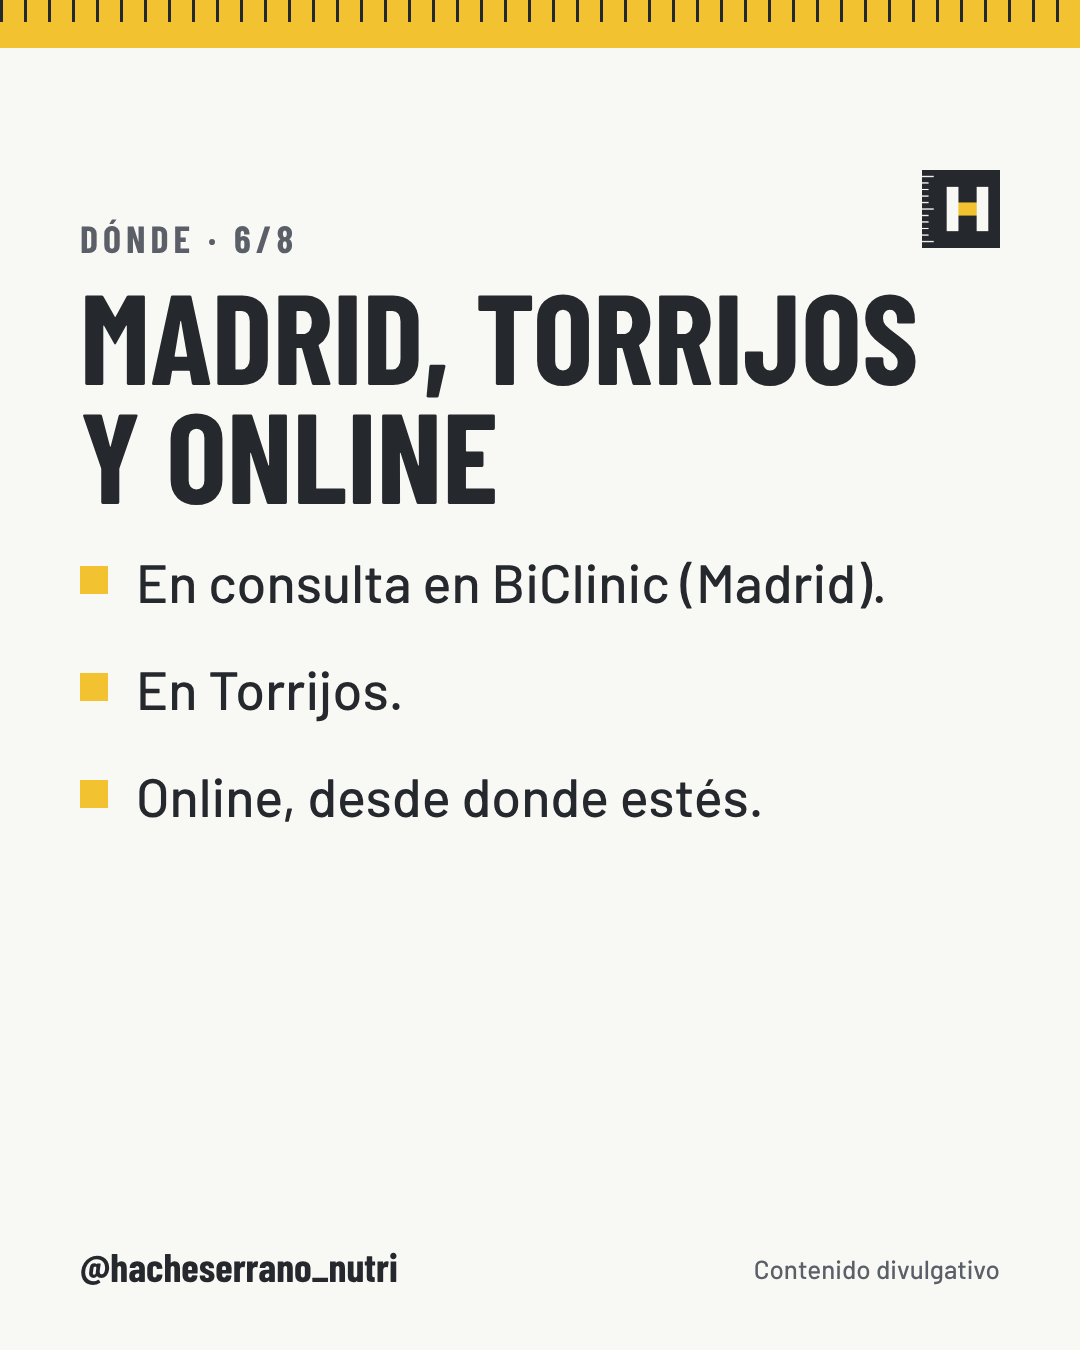 H
DÓNDE · 6/8
MADRID, TORRIJOS
Y ONLINE
En consulta en BiClinic (Madrid).
En Torrijos.
Online, desde donde estés.
@hacheserrano_nutri
Contenido divulgativo